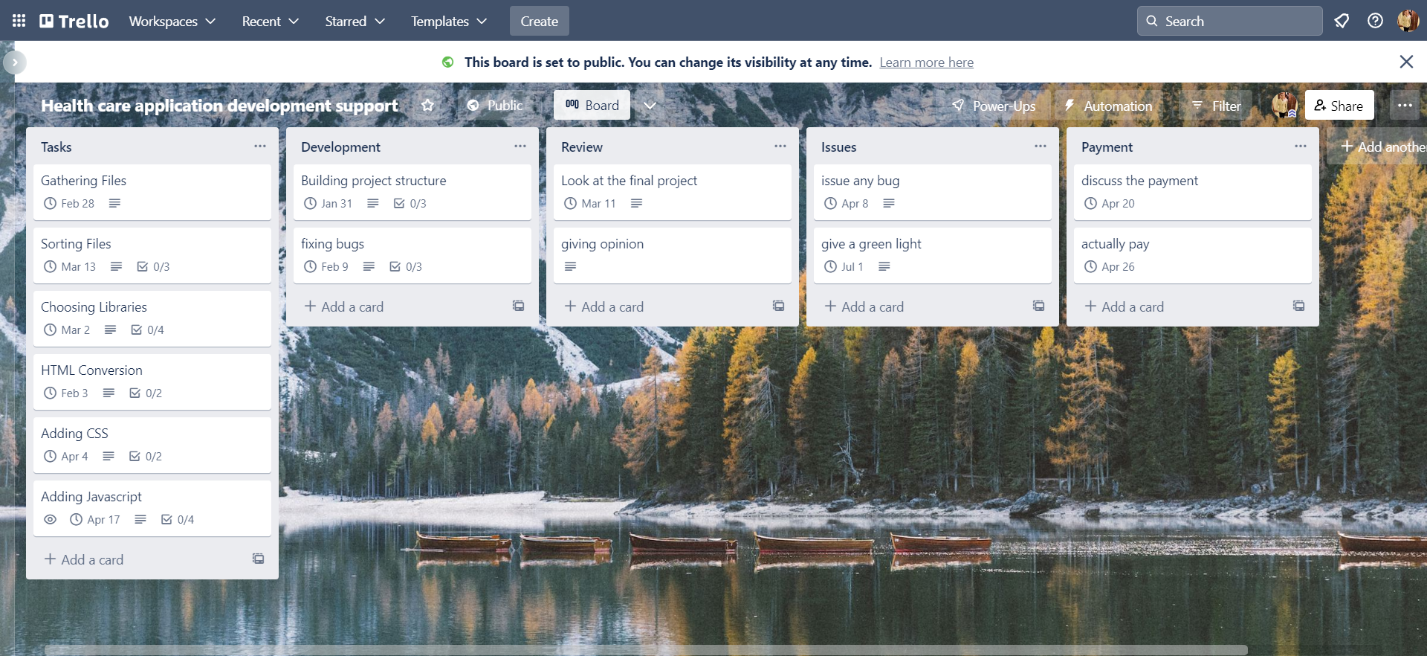 Trello Workspaces Recent Starred Templates Create Search
This board is set to public. You can change its visibility at any time. Learn more here
Health care application development support Public Board Power-Ups Automation Filter Share
Tasks
Gathering Files
Feb 28
Sorting Files
Mar 13 0/3
Choosing Libraries
Mar 2 0/4
HTML Conversion
Feb 3 0/2
Adding CSS
Apr 4 0/2
Adding Javascript
Apr 17 0/4
+ Add a card
Development
Building project structure
Jan 31 0/3
fixing bugs
Feb 9 0/3
+ Add a card
Review
Look at the final project
Mar 11
giving opinion
+ Add a card
Issues
issue any bug
Apr 8
give a green light
Jul 1
+ Add a card
Payment
discuss the payment
Apr 20
actually pay
Apr 26
+ Add a card
+ Add anothe